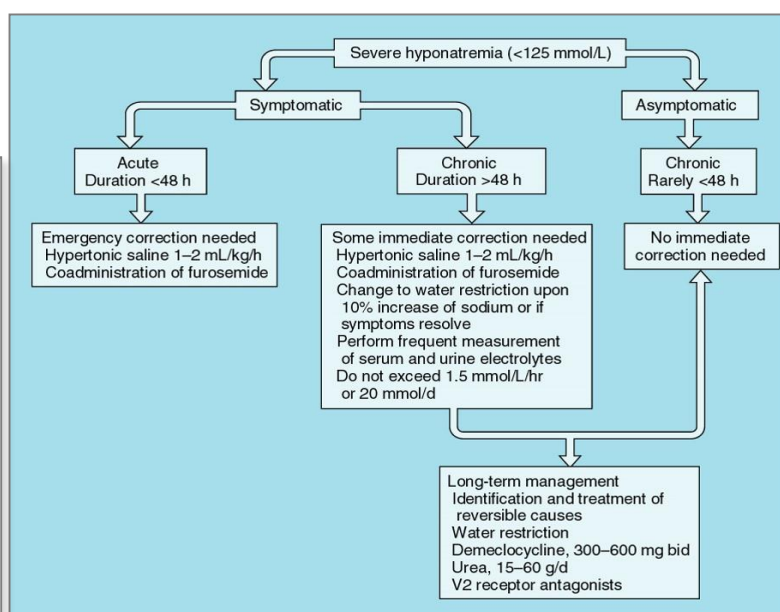 Severe hyponatremia (<125 mmol/L)
Symptomatic
Asymptomatic
Acute
Duration <48 h
Chronic
Duration >48 h
Chronic
Rarely <48 h
Emergency correction needed
Hypertonic saline 1–2 mL/kg/h
Coadministration of furosemide
Some immediate correction needed
Hypertonic saline 1–2 mL/kg/h
Coadministration of furosemide
Change to water restriction upon
10% increase of sodium or if
symptoms resolve
Perform frequent measurement
of serum and urine electrolytes
Do not exceed 1.5 mmol/L/hr
or 20 mmol/d
No immediate
correction needed
Long-term management
Identification and treatment of
reversible causes
Water restriction
Demeclocycline, 300–600 mg bid
Urea, 15–60 g/d
V2 receptor antagonists